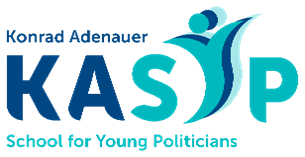 Konrad Adenauer
KASYP
School for Young Politicians